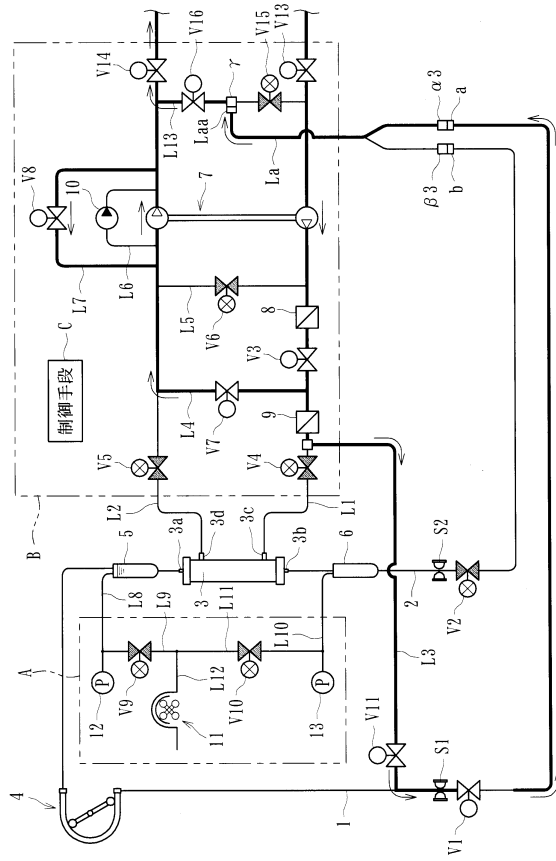 V14
V16
V15
V13
L13
Laa
γ
La
α3
a
β3
b
V8
10
7
L6
L7
C
制御手段
L5
V6
8
V3
L4
V7
9
V5
V4
B
L2
L1
3a
3d
3c
3b
3
5
6
S2
2
V2
A
L8
L9
L11
L10
L12
L3
12
V9
11
V10
13
P
P
V11
S1
4
1
V1